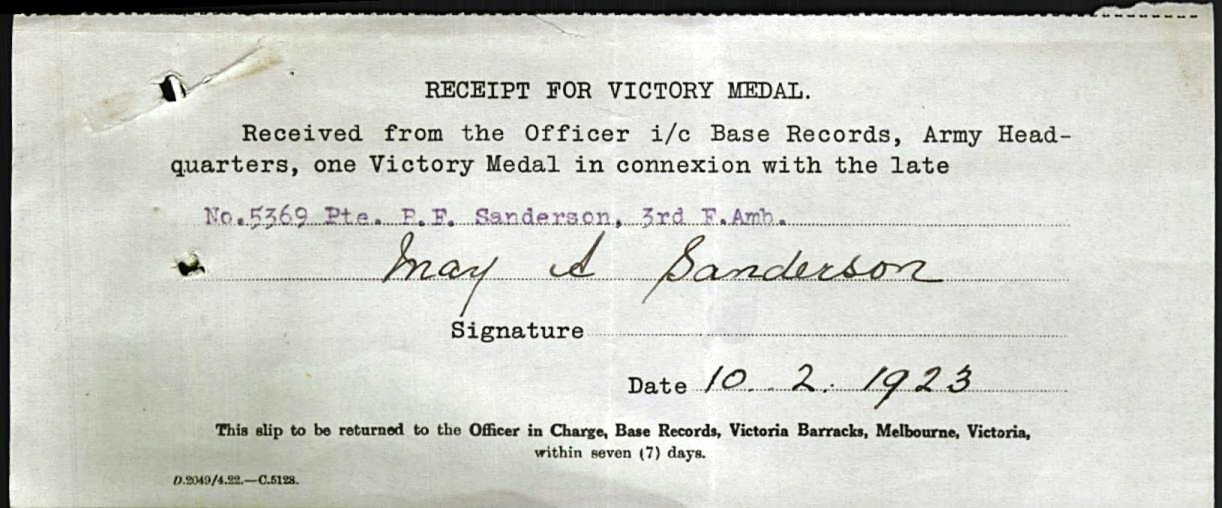 RECEIPT FOR VICTORY MEDAL.
Received from the Officer i/c Base Records, Army Head-
quarters, one Victory Medal in connexion with the late
No.5369 Pte. P.F. Sanderson, 3rd F.Amb.
May A Sanderson
Signature
Date 10. 2. 1923
This slip to be returned to the Officer in Charge, Base Records, Victoria Barracks, Melbourne, Victoria,
within seven (7) days.
D.2049/4.22.—C.5128.